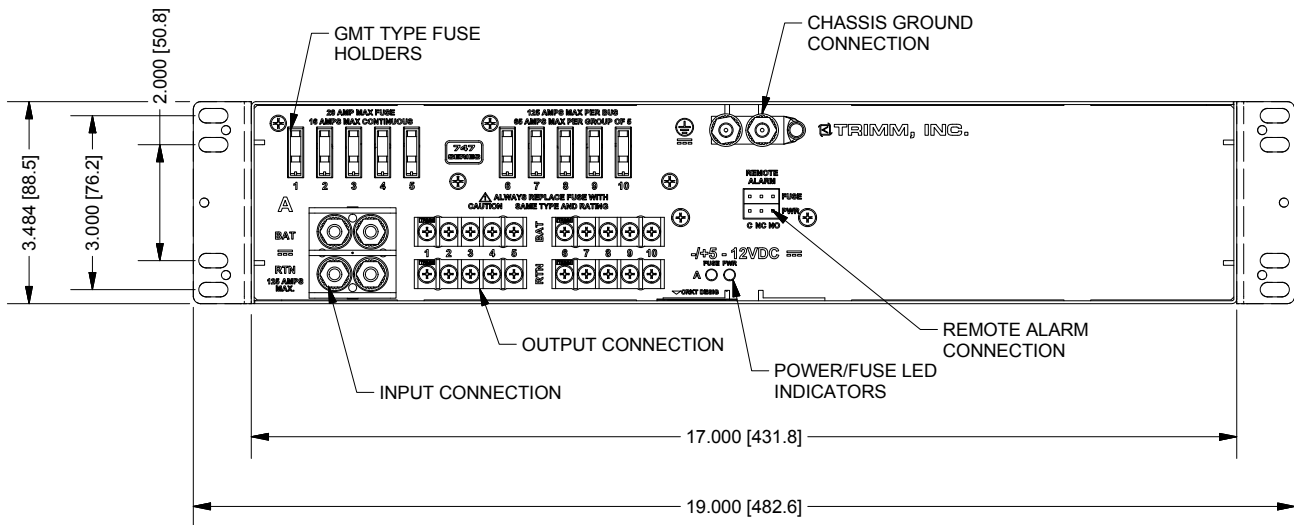 GMT TYPE FUSE
HOLDERS
CHASSIS GROUND
CONNECTION
2.000 [50.8]
3.484 [88.5]
3.000 [76.2]
20 AMP MAX FUSE
16 AMPS MAX CONTINUOUS
125 AMPS MAX PER BUS
65 AMPS MAX PER GROUP OF 5
747
SERIES
TRIMM, INC.
1 2 3 4 5
6 7 8 9 10
CAUTION
ALWAYS REPLACE FUSE WITH
SAME TYPE AND RATING
REMOTE
ALARM
FUSE
PWR
C NC NO
A
BAT
RTN
125 AMPS
MAX.
BAT
1 2 3 4 5
6 7 8 9 10
RTN
-/+5 - 12VDC
FUSE PWR
A
CRKT DESIG
OUTPUT CONNECTION
INPUT CONNECTION
POWER/FUSE LED
INDICATORS
REMOTE ALARM
CONNECTION
17.000 [431.8]
19.000 [482.6]